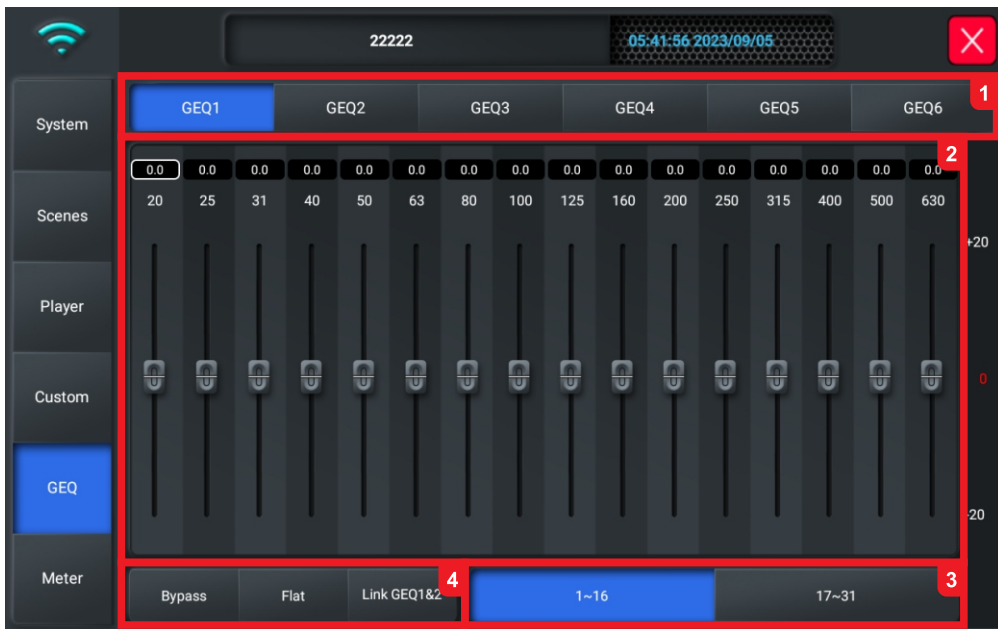 22222
05:41:56 2023/09/05
System
Scenes
Player
Custom
GEQ
Meter
GEQ1 GEQ2 GEQ3 GEQ4 GEQ5 GEQ6 1
2
0.0 0.0 0.0 0.0 0.0 0.0 0.0 0.0 0.0 0.0 0.0 0.0 0.0 0.0 0.0 0.0
20 25 31 40 50 63 80 100 125 160 200 250 315 400 500 630
+20
0
-20
Bypass Flat Link GEQ1&2 4
1~16 17~31 3